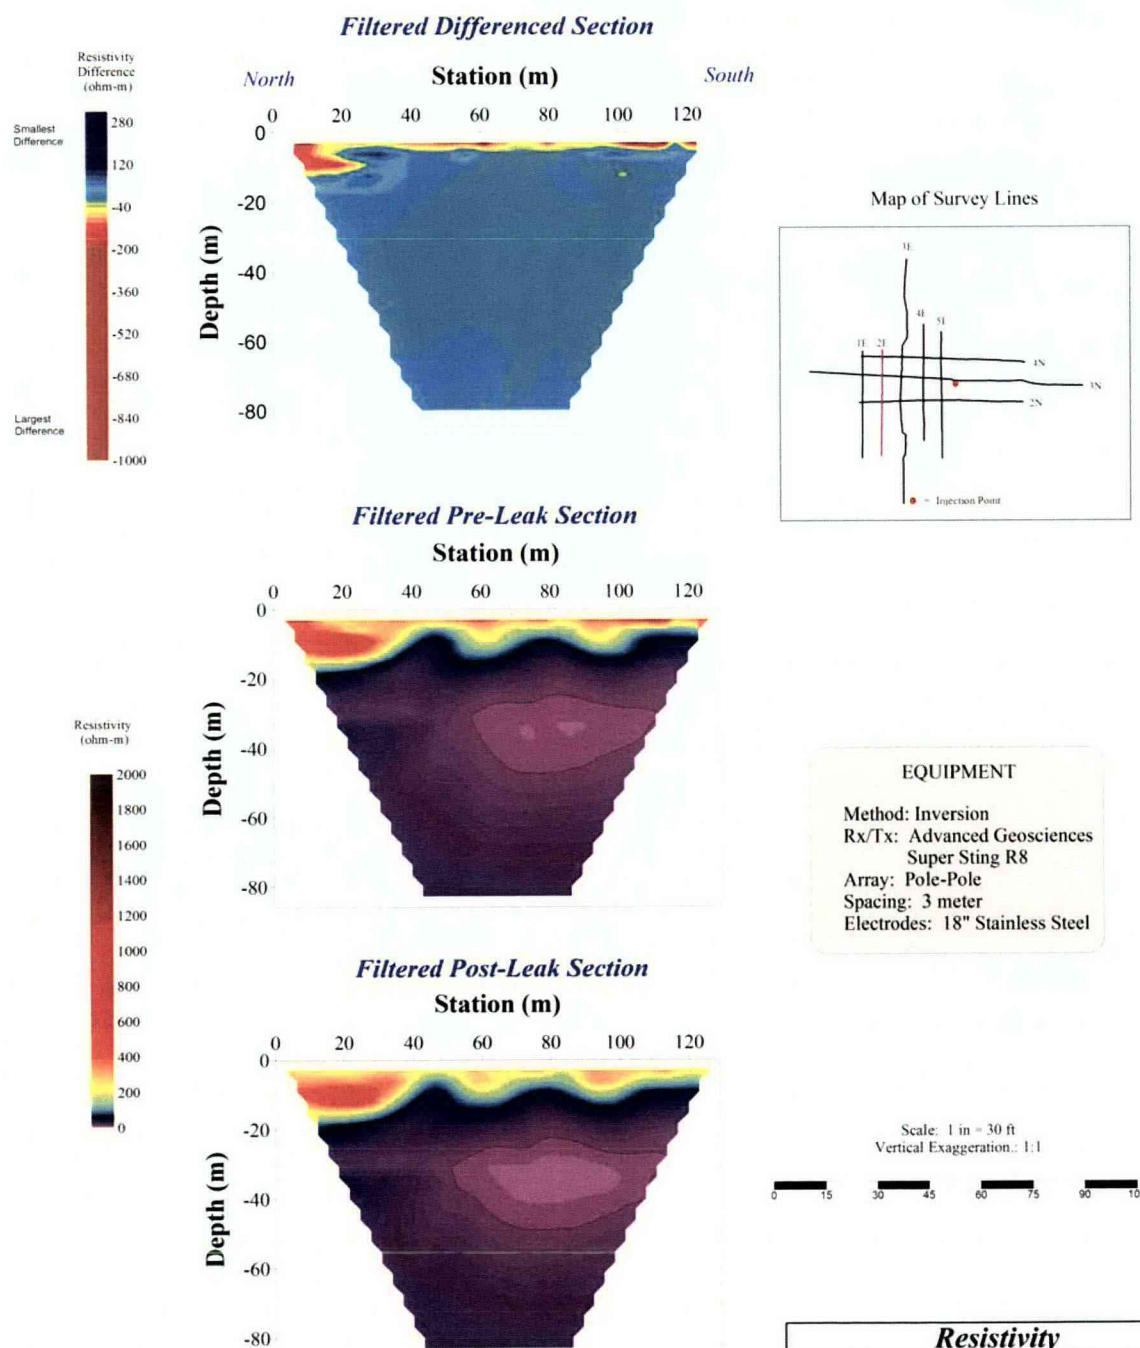 Filtered Differenced Section
Resistivity
Difference
(ohm-m)
North
Station (m)
South
Smallest
Difference
Largest
Difference
280
120
-40
-200
-360
-520
-680
-840
-1000
0 20 40 60 80 100 120
Depth (m)
0
-20
-40
-60
-80
Map of Survey Lines
3E
4E
5E
1E
2E
4N
3N
2N
= Injection Point
Filtered Pre-Leak Section
Station (m)
0 20 40 60 80 100 120
Depth (m)
0
-20
-40
-60
-80
Resistivity
(ohm-m)
2000
1800
1600
1400
1200
1000
800
600
400
200
0
EQUIPMENT
Method: Inversion
Rx/Tx: Advanced Geosciences
Super Sting R8
Array: Pole-Pole
Spacing: 3 meter
Electrodes: 18" Stainless Steel
Filtered Post-Leak Section
Station (m)
0 20 40 60 80 100 120
Depth (m)
0
-20
-40
-60
-80
Scale: 1 in = 30 ft
Vertical Exaggeration.: 1:1
0 15 30 45 60 75 90
Resistivity